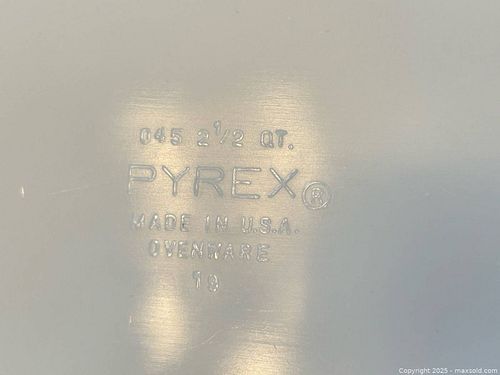 045 2 1/2 QT.
PYREX®
MADE IN U.S.A.
OVENWARE
19
Copyright 2025 - maxsold.com